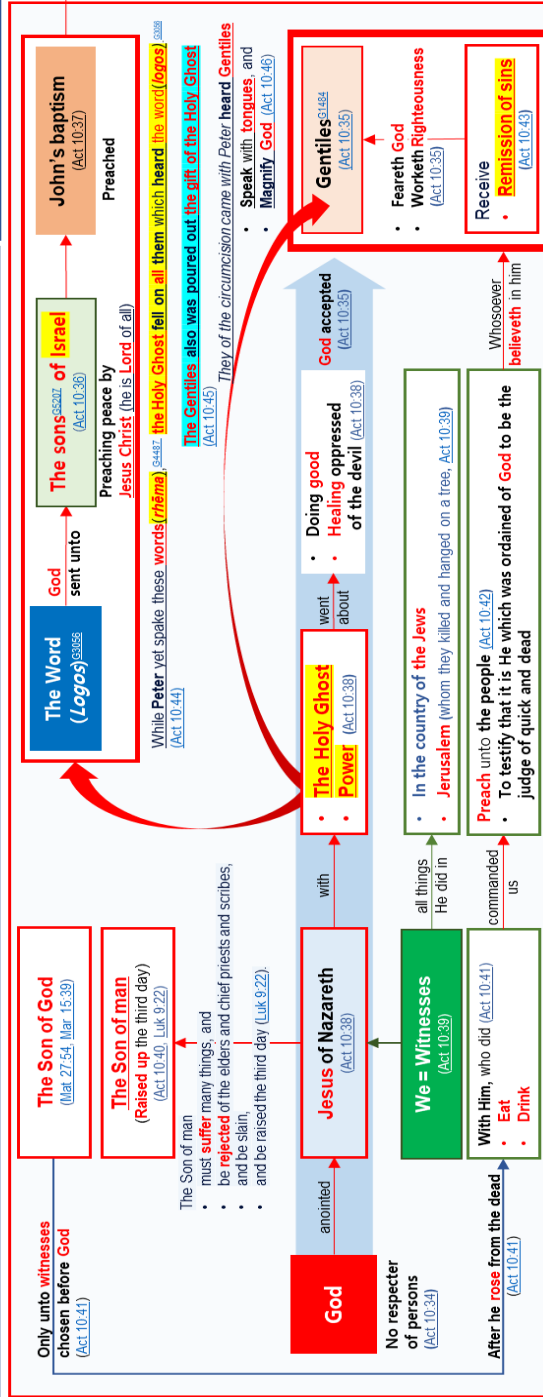 Only unto witnesses
chosen before God
(Act 10:41)
The Son of God
(Mat 27:54, Mar 15:39)
The Son of man
(Raised up the third day)
(Act 10:40, Luk 9:22)
The Son of man
• must suffer many things, and
• be rejected of the elders and chief priests and scribes,
• and be slain,
• and be raised the third day (Luk 9:22).
The Word
(Logos)G3056
God
sent unto
The sonsG5207 of Israel
(Act 10:36)
Preaching peace by
Jesus Christ (he is Lord of all)
John's baptism
(Act 10:37)
Preached
While Peter yet spake these words(rhēma),G4487 the Holy Ghost fell on all them which heard the word(logos)G3056
(Act 10:44)
The Gentiles also was poured out the gift of the Holy Ghost
(Act 10:45)
They of the circumcision came with Peter heard Gentiles
• Speak with tongues, and
• Magnify God (Act 10:46)
God
anointed
Jesus of Nazareth
(Act 10:38)
with
• The Holy Ghost
• Power (Act 10:38)
went
about
• Doing good
• Healing oppressed
of the devil (Act 10:38)
God accepted
(Act 10:35)
GentilesG1484
(Act 10:35)
• Feareth God
• Worketh Righteousness
(Act 10:35)
Receive
• Remission of sins
(Act 10:43)
No respecter
of persons
(Act 10:34)
We = Witnesses
(Act 10:39)
all things
He did in
• In the country of the Jews
• Jerusalem (whom they killed and hanged on a tree, Act 10:39)
After he rose from the dead
(Act 10:41)
With Him, who did (Act 10:41)
• Eat
• Drink
commanded
us
Preach unto the people (Act 10:42)
• To testify that it is He which was ordained of God to be the
judge of quick and dead
Whosoever
believeth in him